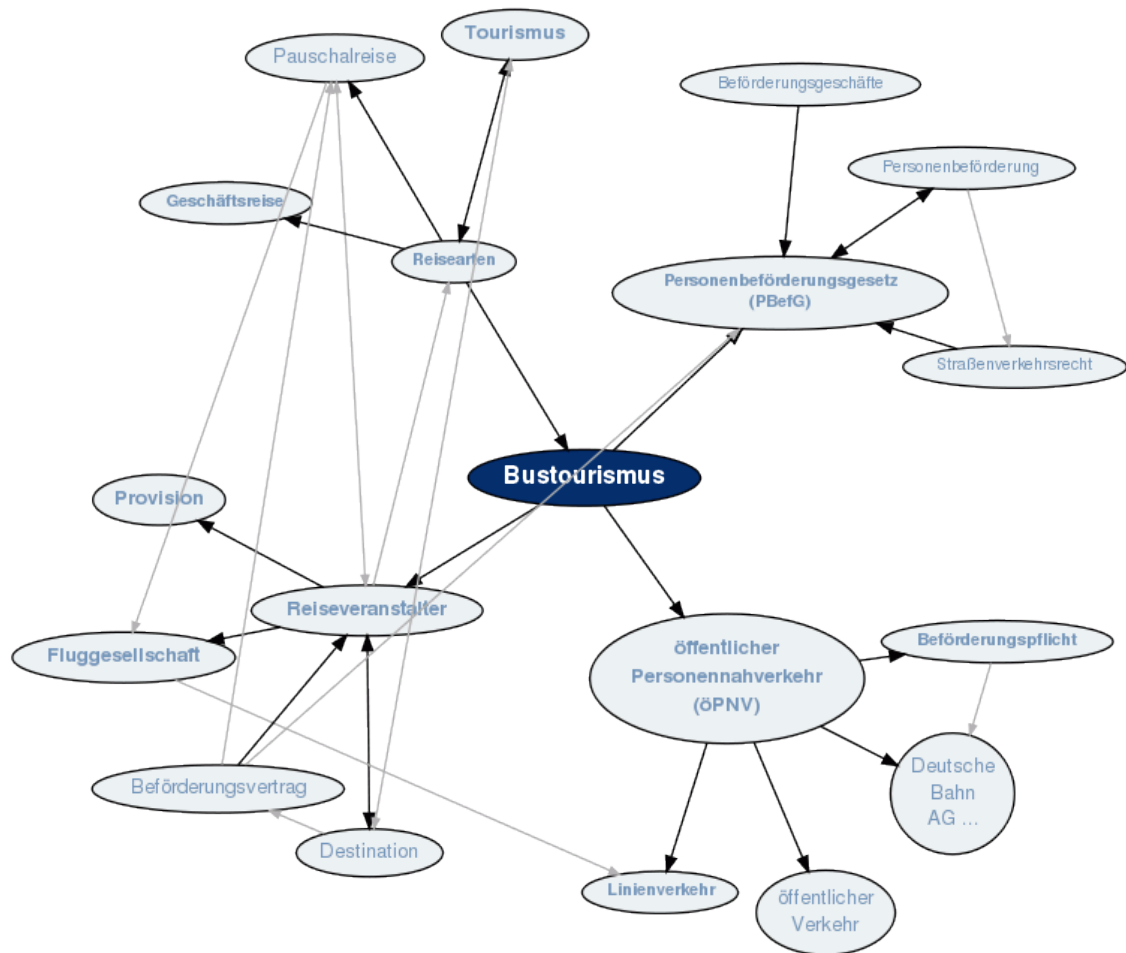 Tourismus
Pauschalreise
Beförderungsgeschäfte
Personenbeförderung
Geschäftsreise
Reisearten
Personenbeförderungsgesetz
(PBefG)
Straßenverkehrsrecht
Bustourismus
Provision
Reiseveranstalter
Fluggesellschaft
öffentlicher
Personennahverkehr
(öPNV)
Beförderungspflicht
Deutsche
Bahn
AG ...
Beförderungsvertrag
Destination
Linienverkehr
öffentlicher
Verkehr